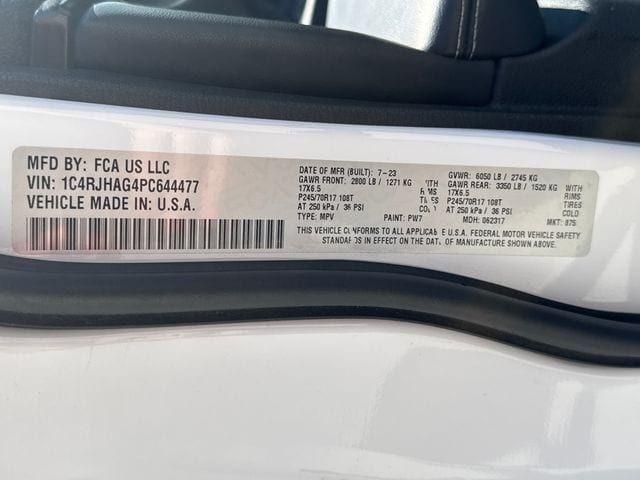 MFD BY: FCA US LLC
VIN: 1C4RJHAG4PC644477
VEHICLE MADE IN: U.S.A.
DATE OF MFR (BUILT): 7-23 GVWR: 6050 LB / 2745 KG
GAWR FRONT: 2800 LB / 1271 KG WITH GAWR REAR: 3350 LB / 1520 KG WITH
17X6.5 RIMS 17X6.5 RIMS
P245/70R17 108T TIRES P245/70R17 108T TIRES
AT 250 kPa / 36 PSI COLD AT 250 kPa / 36 PSI COLD
TYPE: MPV PAINT: PW7 MDH: 062317 MKT: 875
THIS VEHICLE CONFORMS TO ALL APPLICABLE U.S.A. FEDERAL MOTOR VEHICLE SAFETY
STANDARDS IN EFFECT ON THE DATE OF MANUFACTURE SHOWN ABOVE.